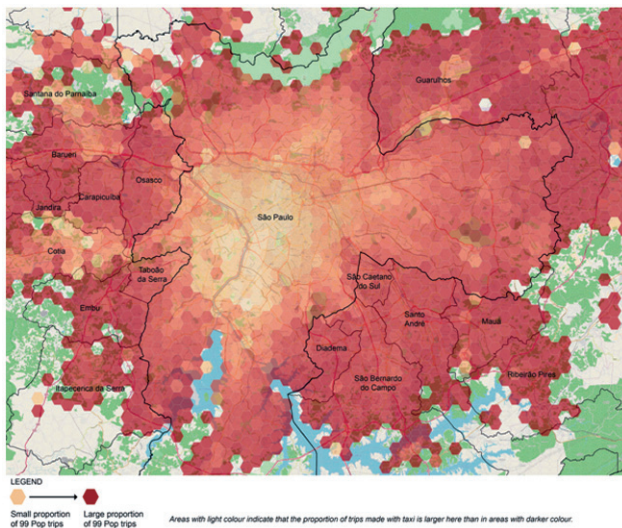 Guarulhos
Santana do Parnaíba
Barueri
Osasco
Carapicuíba
Jandira
São Paulo
Cotia
Taboão
da Serra
São Caetano
do Sul
Embu
Santo
André
Mauá
Diadema
Ribeirão Pires
São Bernardo
do Campo
Itapecerica da Serra
LEGEND
Small proportion
of 99 Pop trips
Large proportion
of 99 Pop trips
Areas with light colour indicate that the proportion of trips made with taxi is larger here than in areas with darker colour.